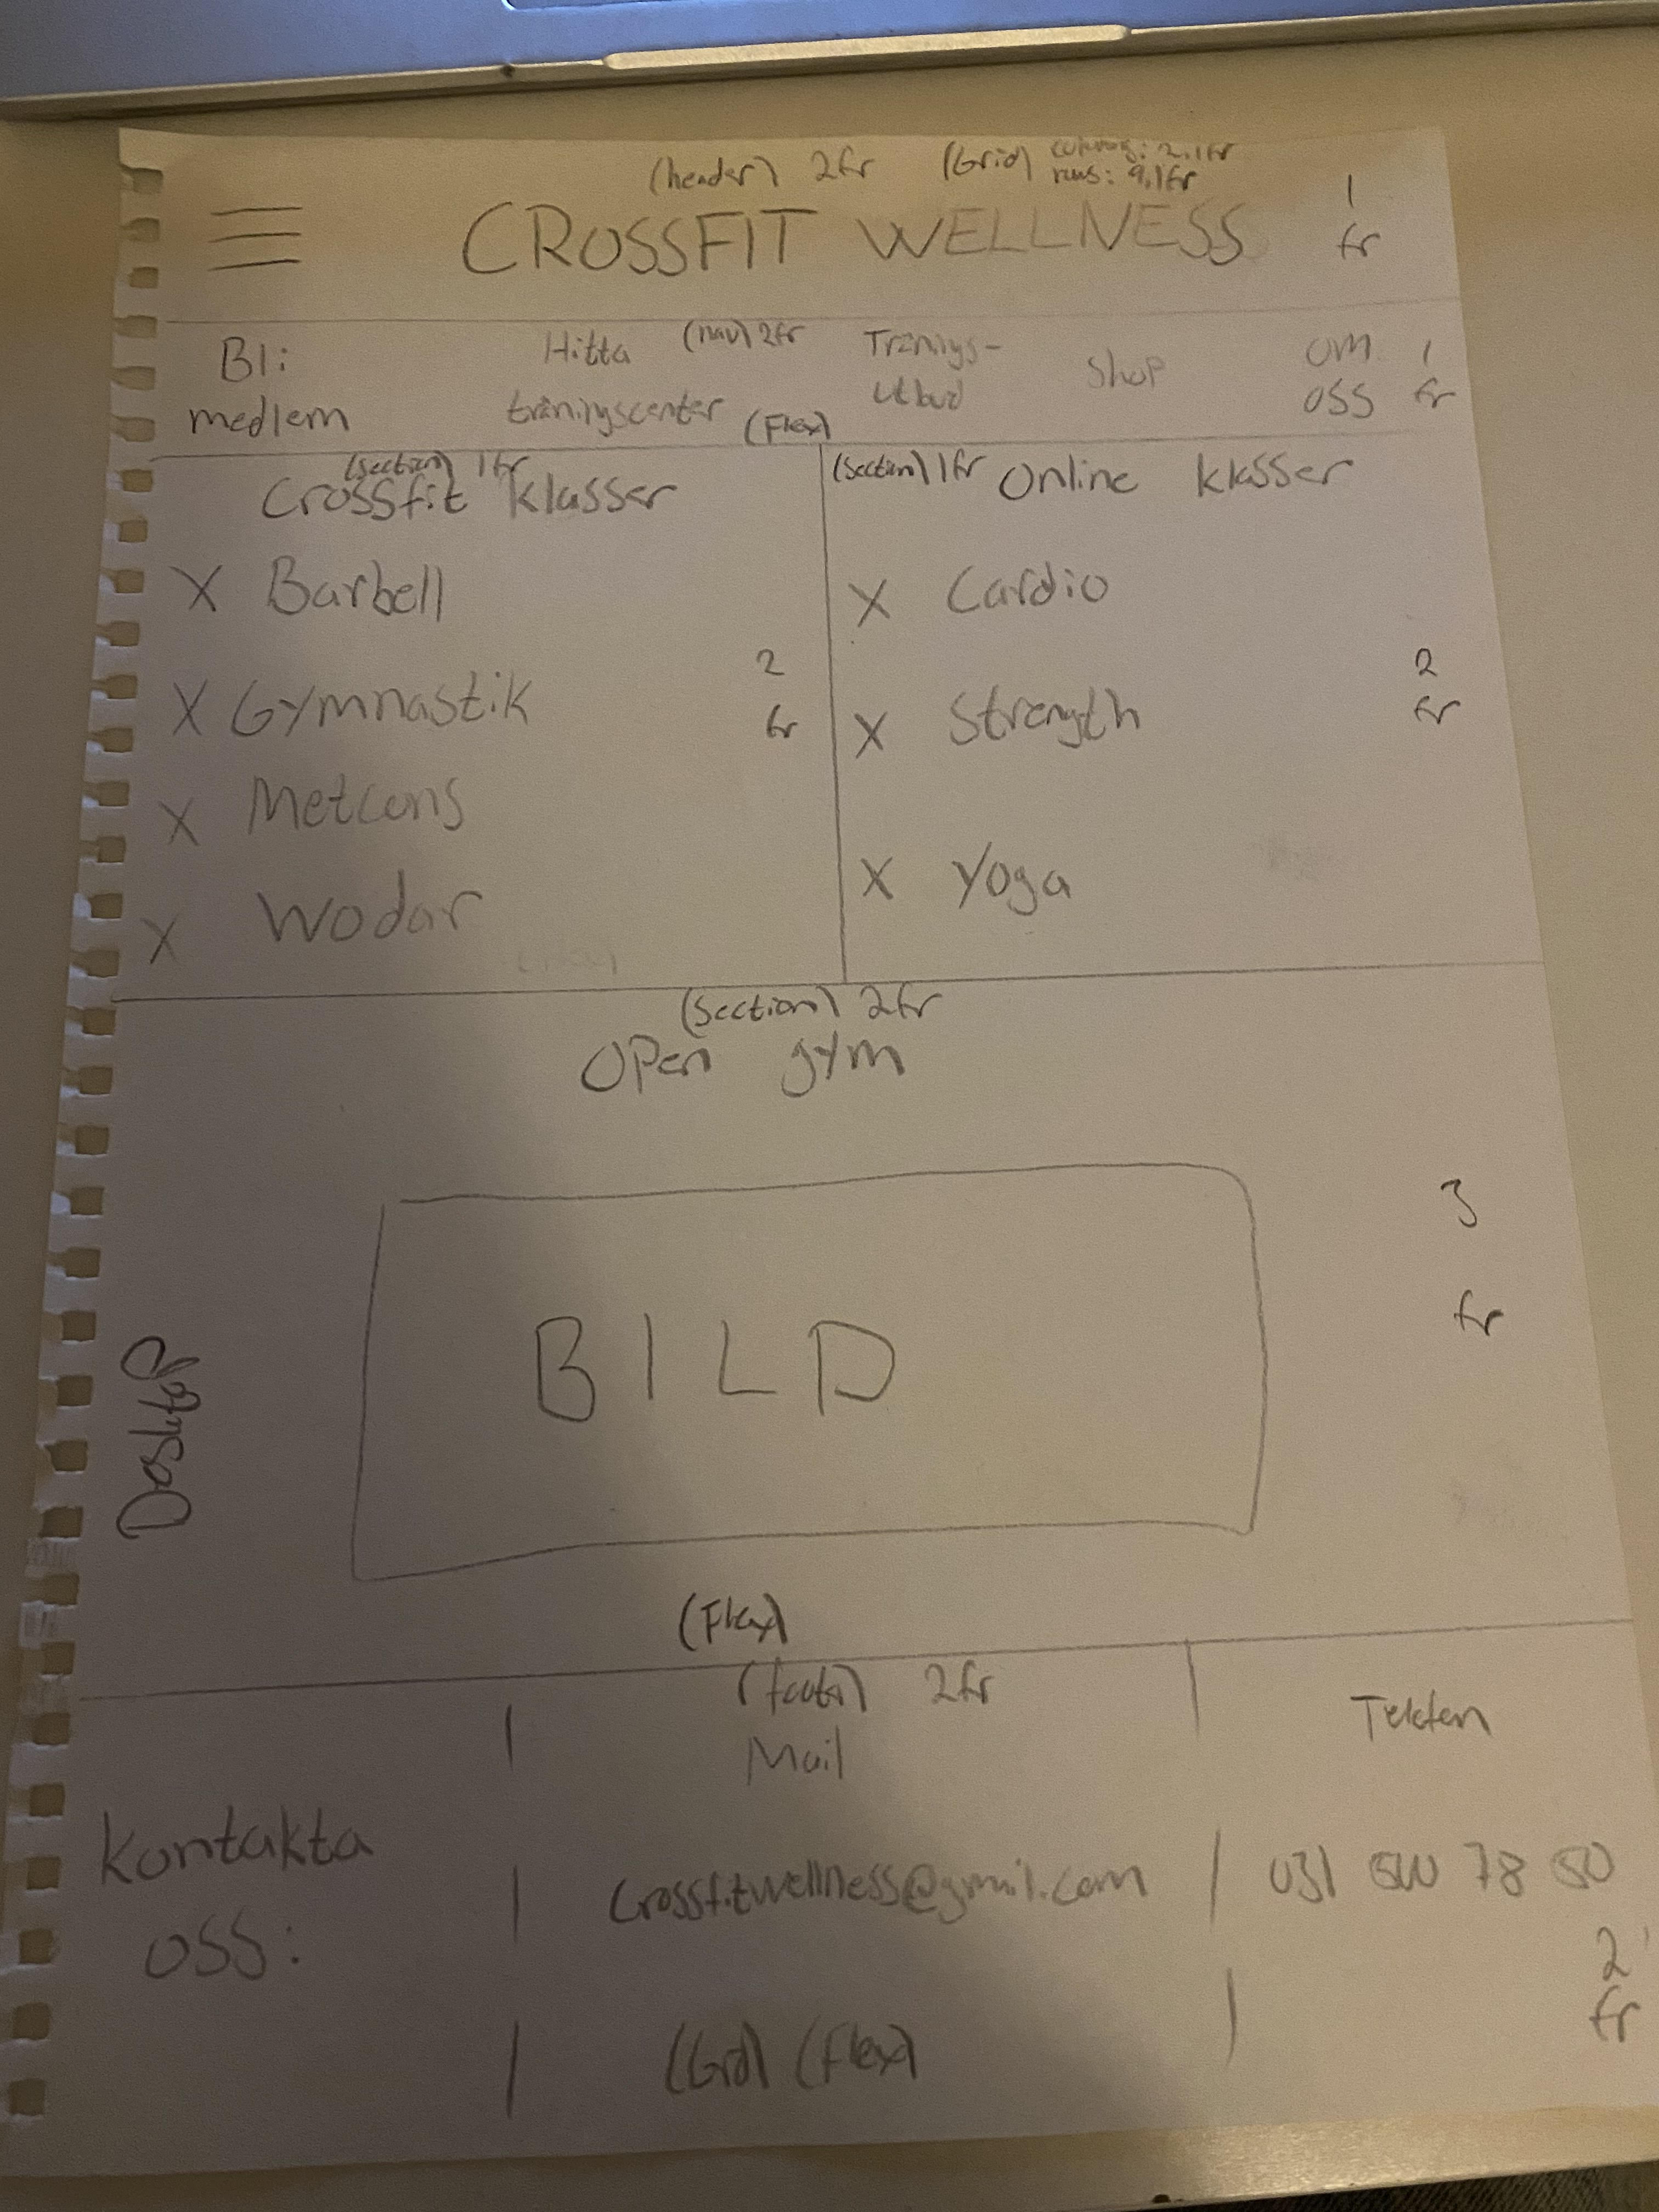 (header) 2fr (Grid) columns: 2,1fr
rows: 9,1fr
CROSSFIT WELLNESS
1
fr
Bli
medlem
Hitta
träningscenter
(nav) 2fr
(Flex)
Tränings-
utbud
Shop
OM
OSS
1
fr
(Section) 1fr
Crossfit klasser
X Barbell
X Gymnastik
X Metcons
X Wodar
2
fr
(Section) 1fr Online klasser
X Cardio
X Strength
X Yoga
2
fr
(Section) 2fr
Open gym
BILD
3
fr
Desktop
(Flex)
(footer) 2fr
Kontakta
oss:
Mail
Crossfitwellness@gmail.com
Telefon
031 78
2
fr
(Grid) (Flex)